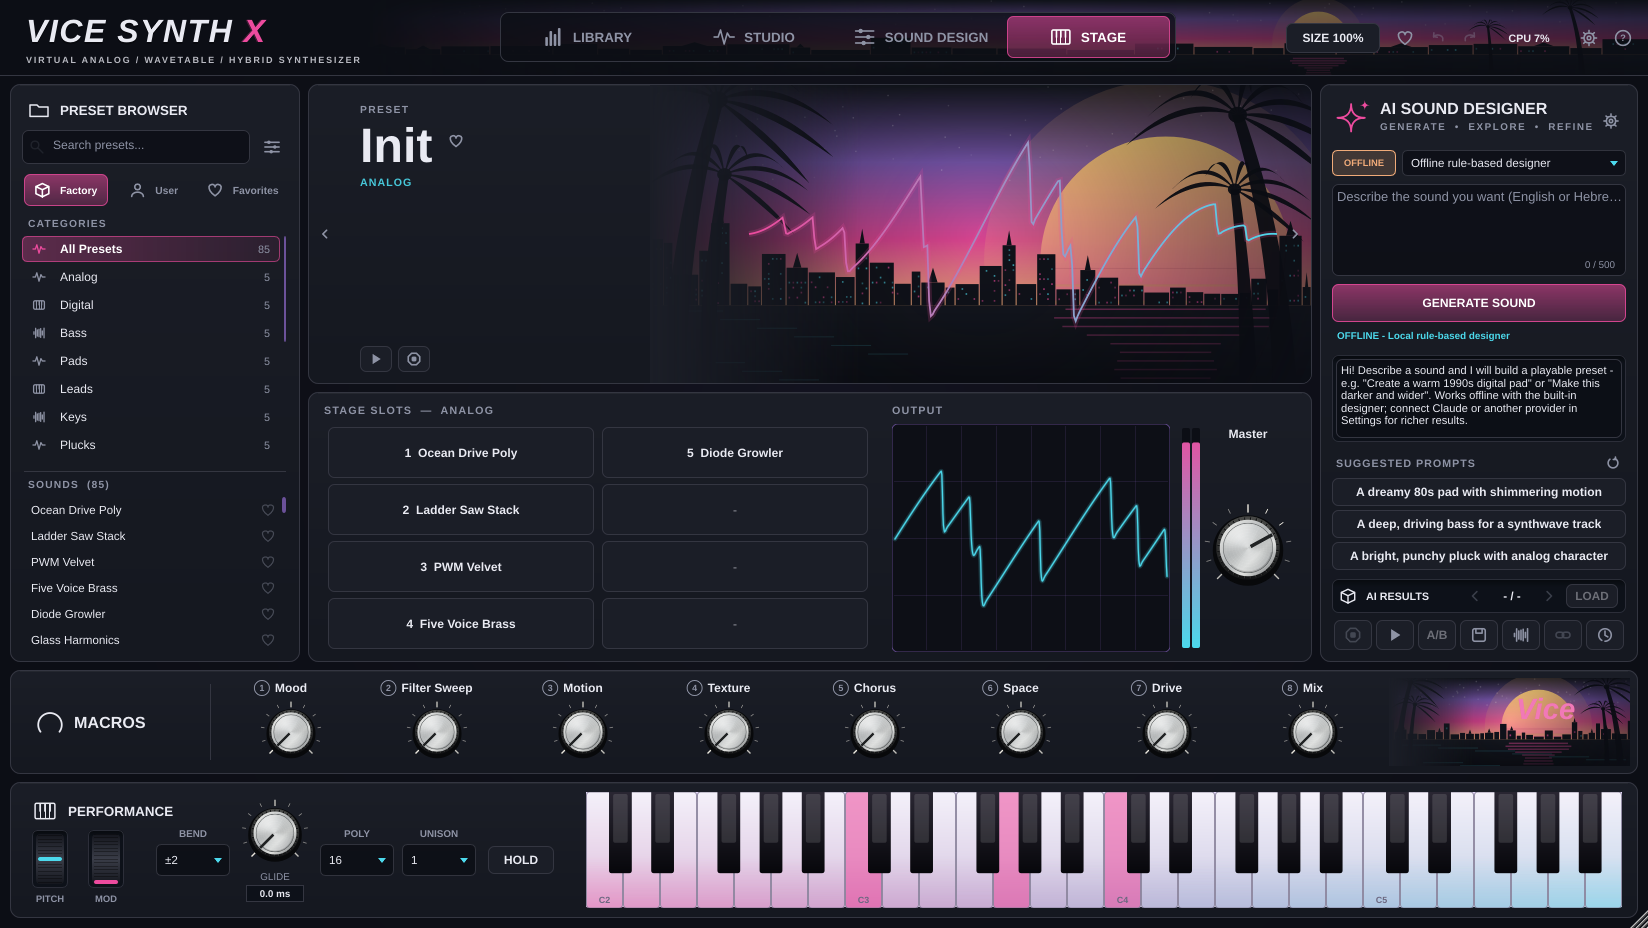 VICE SYNTH X
VIRTUAL ANALOG / WAVETABLE / HYBRID SYNTHESIZER
LIBRARY
STUDIO
SOUND DESIGN
STAGE
SIZE 100%
CPU 7%
?
PRESET BROWSER
Search presets...
Factory
User
Favorites
CATEGORIES
All Presets 85
Analog 5
Digital 5
Bass 5
Pads 5
Leads 5
Keys 5
Plucks 5
SOUNDS (85)
Ocean Drive Poly
Ladder Saw Stack
PWM Velvet
Five Voice Brass
Diode Growler
Glass Harmonics
PRESET
Init
ANALOG
STAGE SLOTS — ANALOG
1 Ocean Drive Poly
5 Diode Growler
2 Ladder Saw Stack
-
3 PWM Velvet
-
4 Five Voice Brass
-
OUTPUT
Master
AI SOUND DESIGNER
GENERATE • EXPLORE • REFINE
OFFLINE
Offline rule-based designer
Describe the sound you want (English or Hebre...
0 / 500
GENERATE SOUND
OFFLINE - Local rule-based designer
Hi! Describe a sound and I will build a playable preset -
e.g. "Create a warm 1990s digital pad" or "Make this
darker and wider". Works offline with the built-in
designer; connect Claude or another provider in
Settings for richer results.
SUGGESTED PROMPTS
A dreamy 80s pad with shimmering motion
A deep, driving bass for a synthwave track
A bright, punchy pluck with analog character
AI RESULTS
- / -
LOAD
A/B
MACROS
1 Mood
2 Filter Sweep
3 Motion
4 Texture
5 Chorus
6 Space
7 Drive
8 Mix
Vice
PERFORMANCE
PITCH
MOD
BEND
±2
GLIDE
0.0 ms
POLY
16
UNISON
1
HOLD
C2
C3
C4
C5